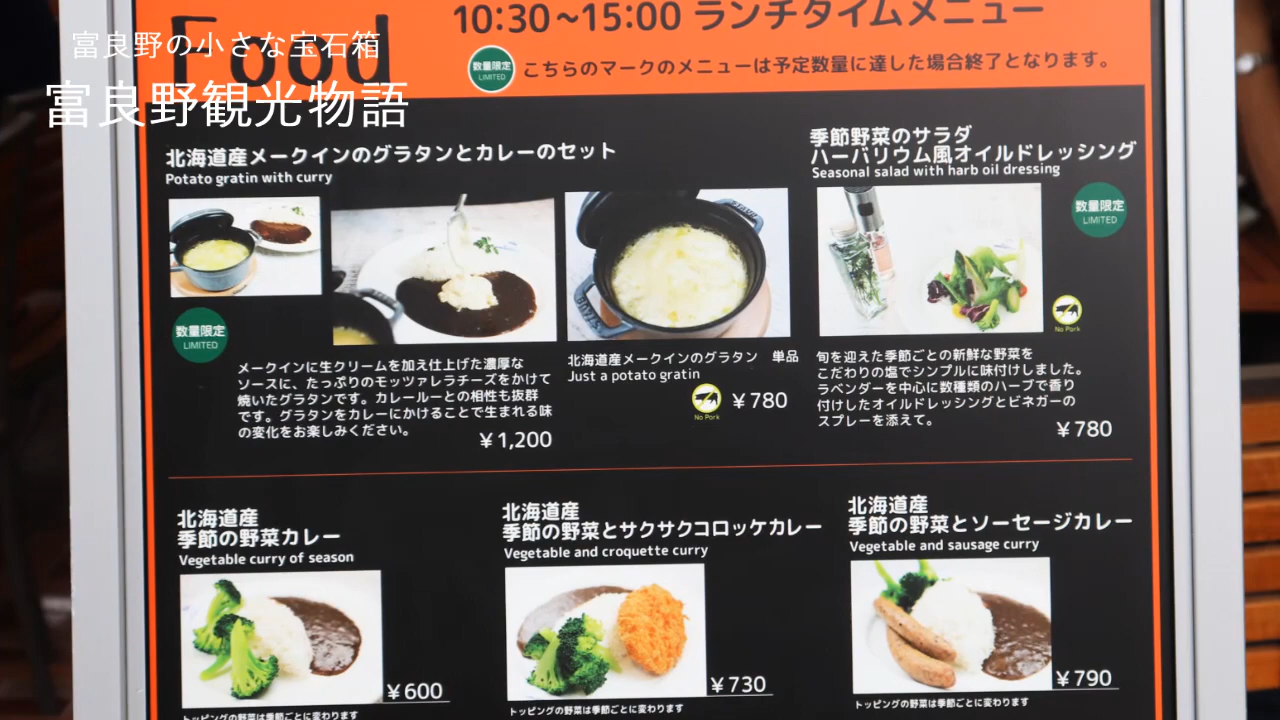 富良野の小さな宝石箱
富良野観光物語
Food
10:30~15:00 ランチタイムメニュー
数量限定
LIMITED
こちらのマークのメニューは予定数量に達した場合終了となります。
北海道産メークインのグラタンとカレーのセット
Potato gratin with curry
数量限定
LIMITED
メークインに生クリームを加え仕上げた濃厚な
ソースに、たっぷりのモッツァレラチーズをかけて
焼いたグラタンです。カレールーとの相性も抜群
です。グラタンをカレーにかけることで生まれる味
の変化をお楽しみください。
¥1,200
北海道産メークインのグラタン 単品
Just a potato gratin
No Pork
¥780
季節野菜のサラダ
ハーバリウム風オイルドレッシング
Seasonal salad with harb oil dressing
数量限定
LIMITED
No Pork
旬を迎えた季節ごとの新鮮な野菜を
こだわりの塩でシンプルに味付けしました。
ラベンダーを中心に数種類のハーブで香り
付けしたオイルドレッシングとビネガーの
スプレーを添えて。
¥780
北海道産
季節の野菜カレー
Vegetable curry of season
¥600
トッピングの野菜は季節ごとに変わります
北海道産
季節の野菜とサクサクコロッケカレー
Vegetable and croquette curry
¥730
トッピングの野菜は季節ごとに変わります
北海道産
季節の野菜とソーセージカレー
Vegetable and sausage curry
¥790
トッピングの野菜は季節ごとに変わります